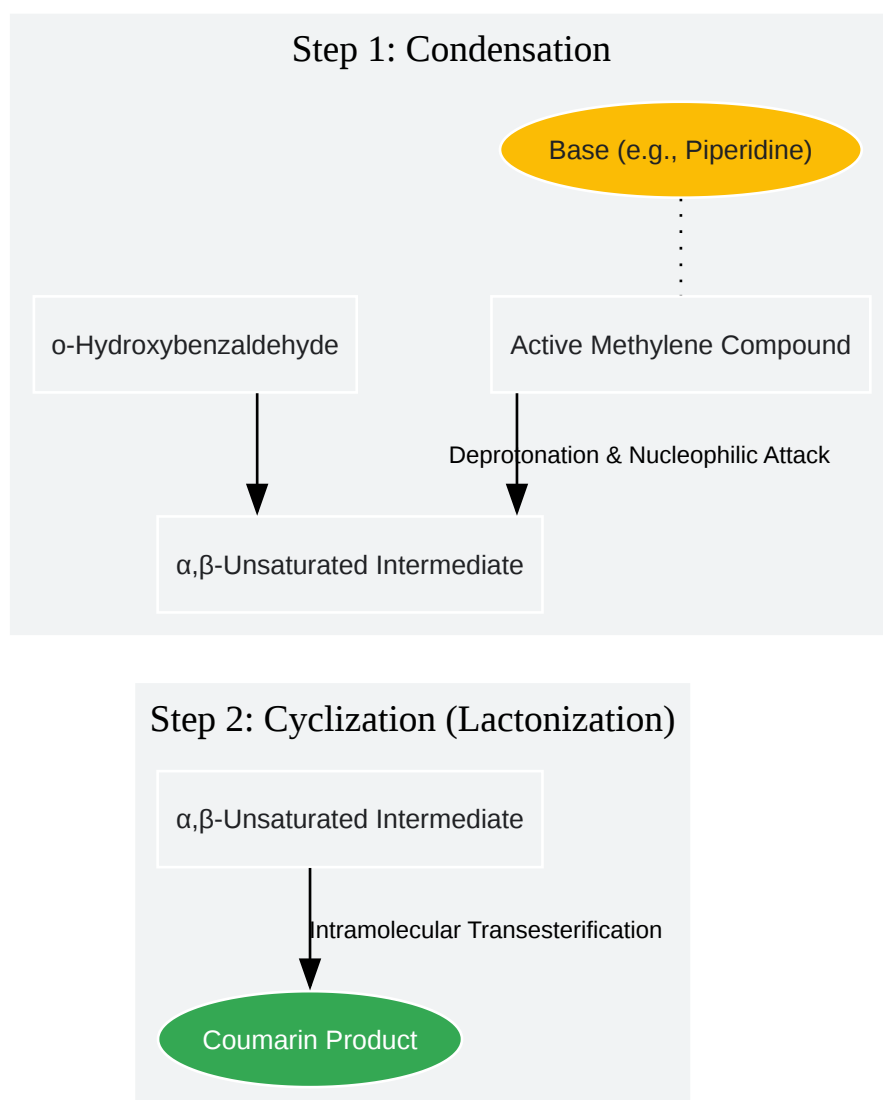 Step 1: Condensation
Base (e.g., Piperidine)
o-Hydroxybenzaldehyde
Active Methylene Compound
Deprotonation & Nucleophilic Attack
α,β-Unsaturated Intermediate
Step 2: Cyclization (Lactonization)
α,β-Unsaturated Intermediate
Intramolecular Transesterification
Coumarin Product